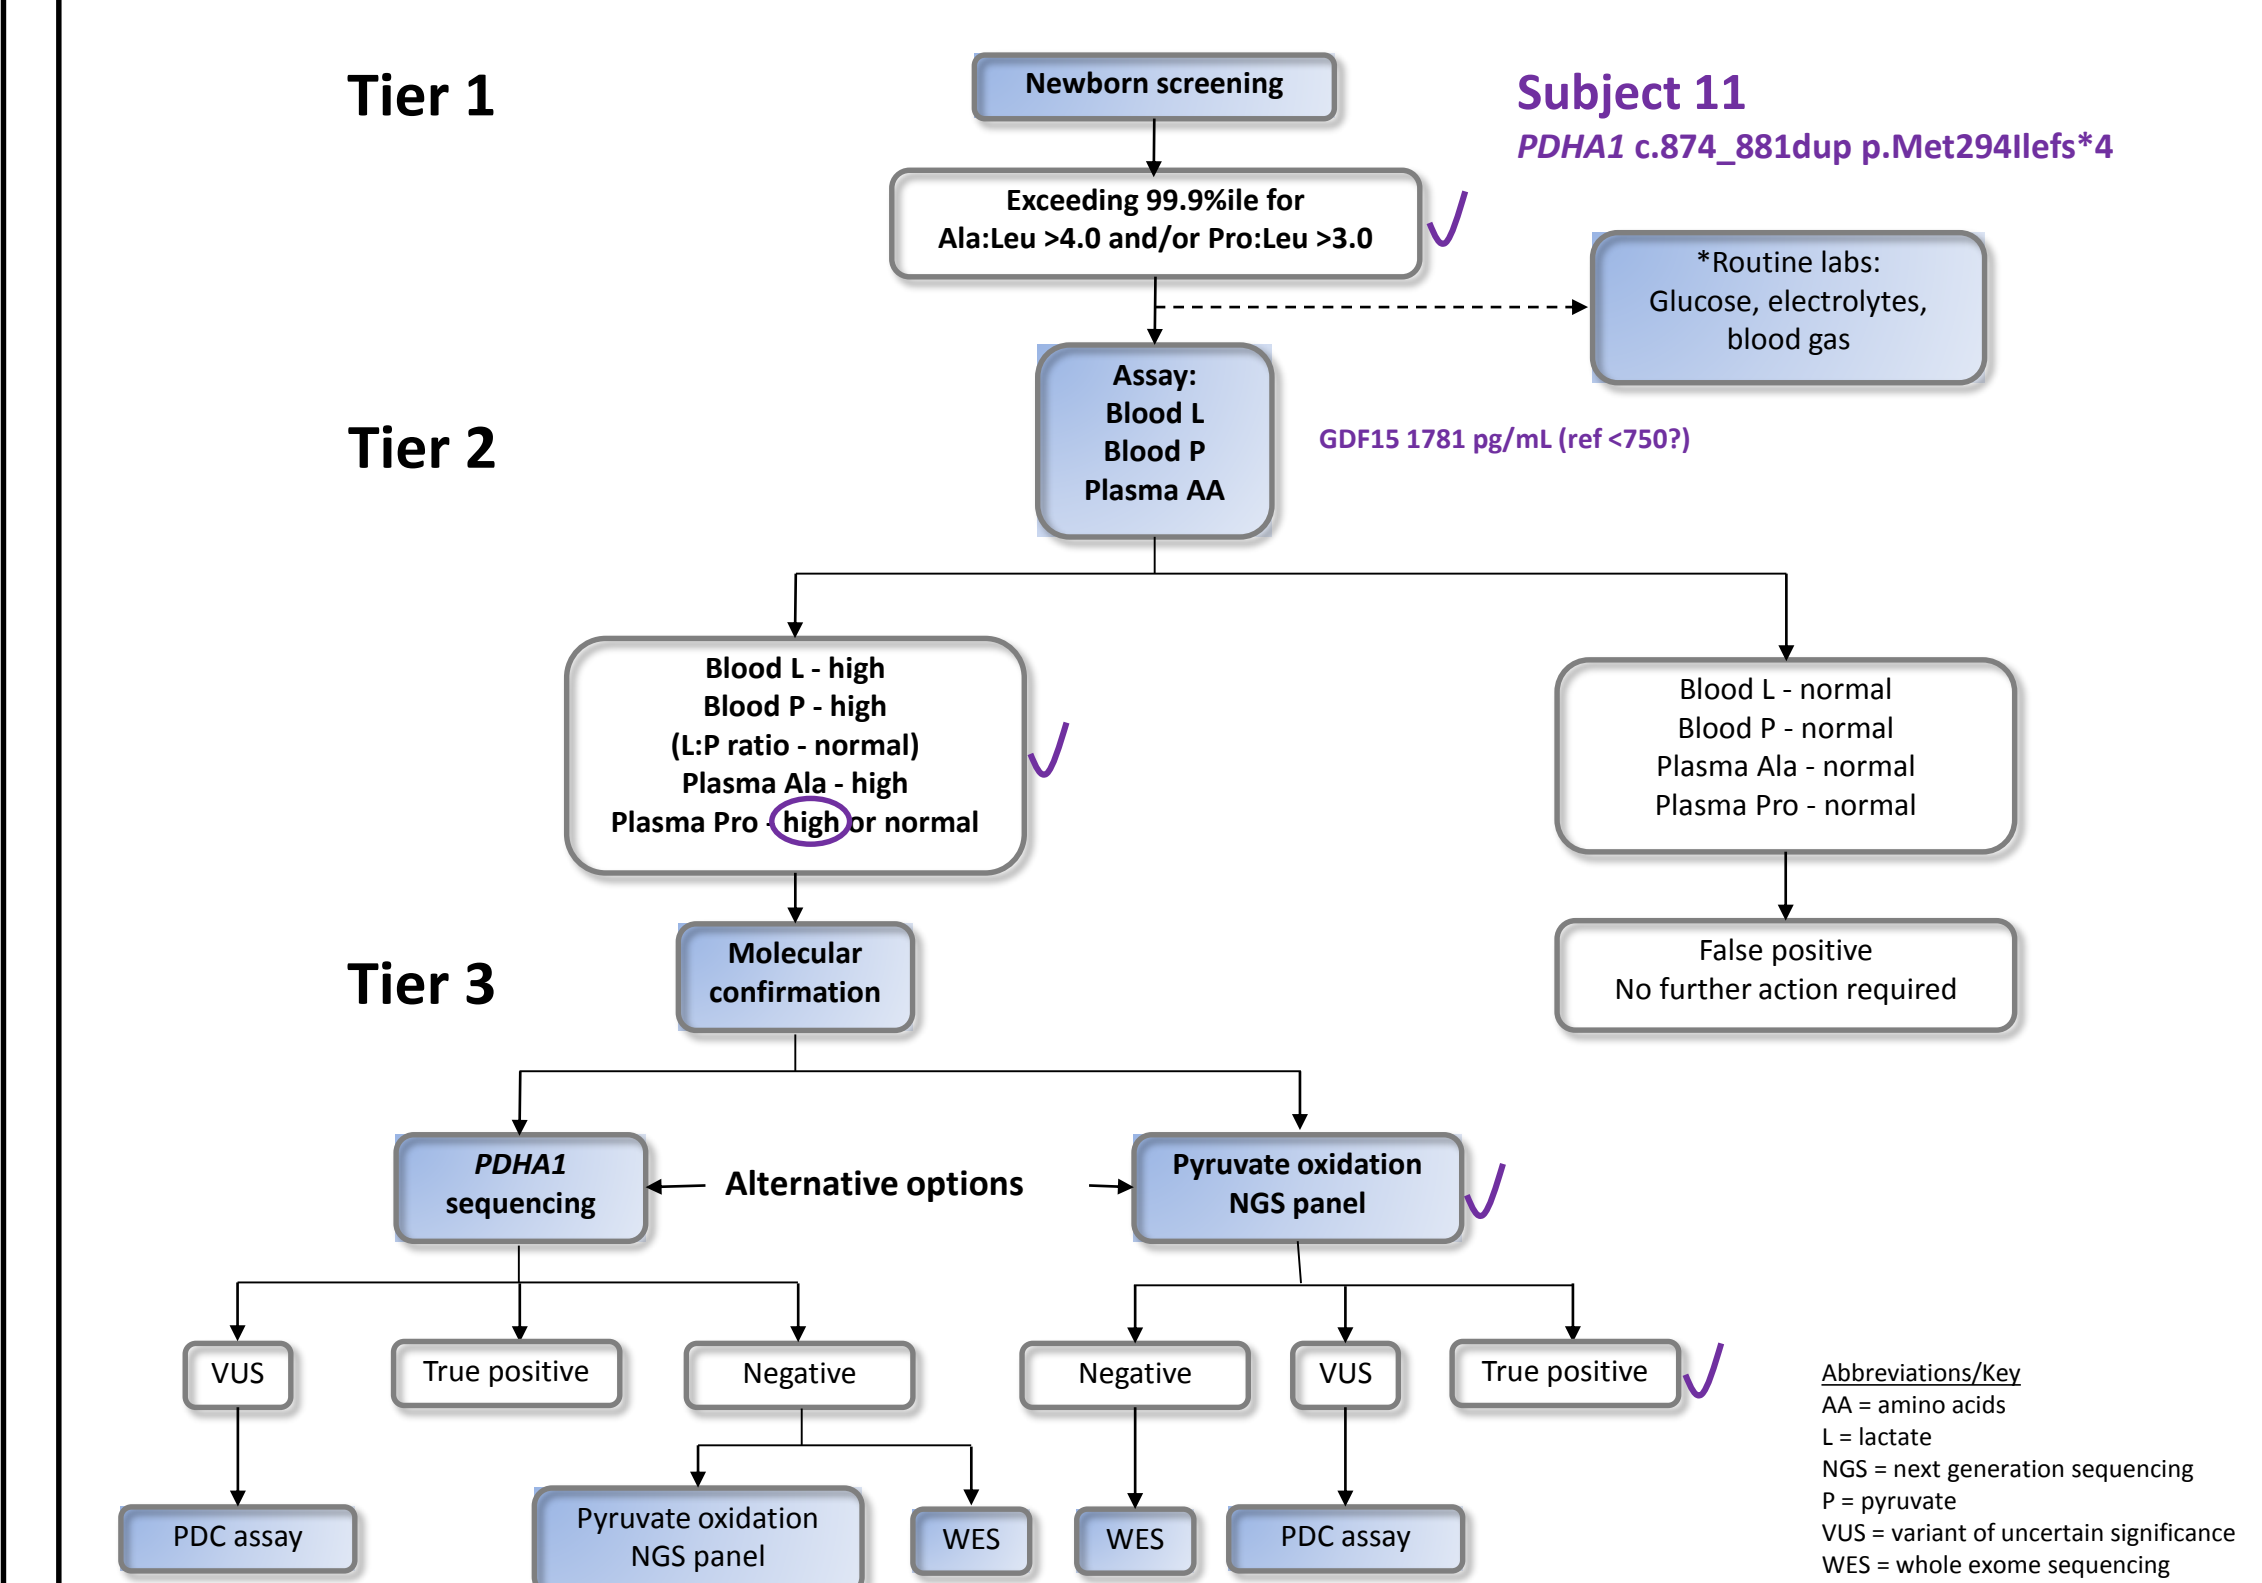 Tier 1
Newborn screening
Subject 11
PDHA1 c.874_881dup p.Met294Ilefs*4
Exceeding 99.9%ile for
Ala:Leu >4.0 and/or Pro:Leu >3.0
*Routine labs:
Glucose, electrolytes,
blood gas
Tier 2
Assay:
Blood L
Blood P
Plasma AA
GDF15 1781 pg/mL (ref <750?)
Blood L - high
Blood P - high
(L:P ratio - normal)
Plasma Ala - high
Plasma Pro - high or normal
Blood L - normal
Blood P - normal
Plasma Ala - normal
Plasma Pro - normal
Tier 3
Molecular
confirmation
False positive
No further action required
PDHA1
sequencing
Alternative options
Pyruvate oxidation
NGS panel
VUS
True positive
Negative
Negative
VUS
True positive
PDC assay
Pyruvate oxidation
NGS panel
WES
WES
PDC assay
Abbreviations/Key
AA = amino acids
L = lactate
NGS = next generation sequencing
P = pyruvate
VUS = variant of uncertain significance
WES = whole exome sequencing